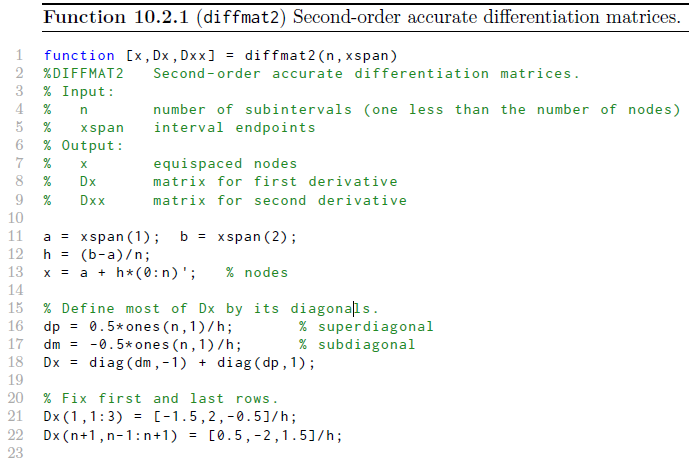 Function 10.2.1 (diffmat2) Second-order accurate differentiation matrices.
1 function [x,Dx,Dxx] = diffmat2(n,xspan)
2 %DIFFMAT2   Second-order accurate differentiation matrices.
3 % Input:
4 %   n       number of subintervals (one less than the number of nodes)
5 %   xspan   interval endpoints
6 % Output:
7 %   x       equispaced nodes
8 %   Dx      matrix for first derivative
9 %   Dxx     matrix for second derivative
10
11 a = xspan(1);  b = xspan(2);
12 h = (b-a)/n;
13 x = a + h*(0:n)';   % nodes
14
15 % Define most of Dx by its diagonals.
16 dp = 0.5*ones(n,1)/h;       % superdiagonal
17 dm = -0.5*ones(n,1)/h;      % subdiagonal
18 Dx = diag(dm,-1) + diag(dp,1);
19
20 % Fix first and last rows.
21 Dx(1,1:3) = [-1.5,2,-0.5]/h;
22 Dx(n+1,n-1:n+1) = [0.5,-2,1.5]/h;
23